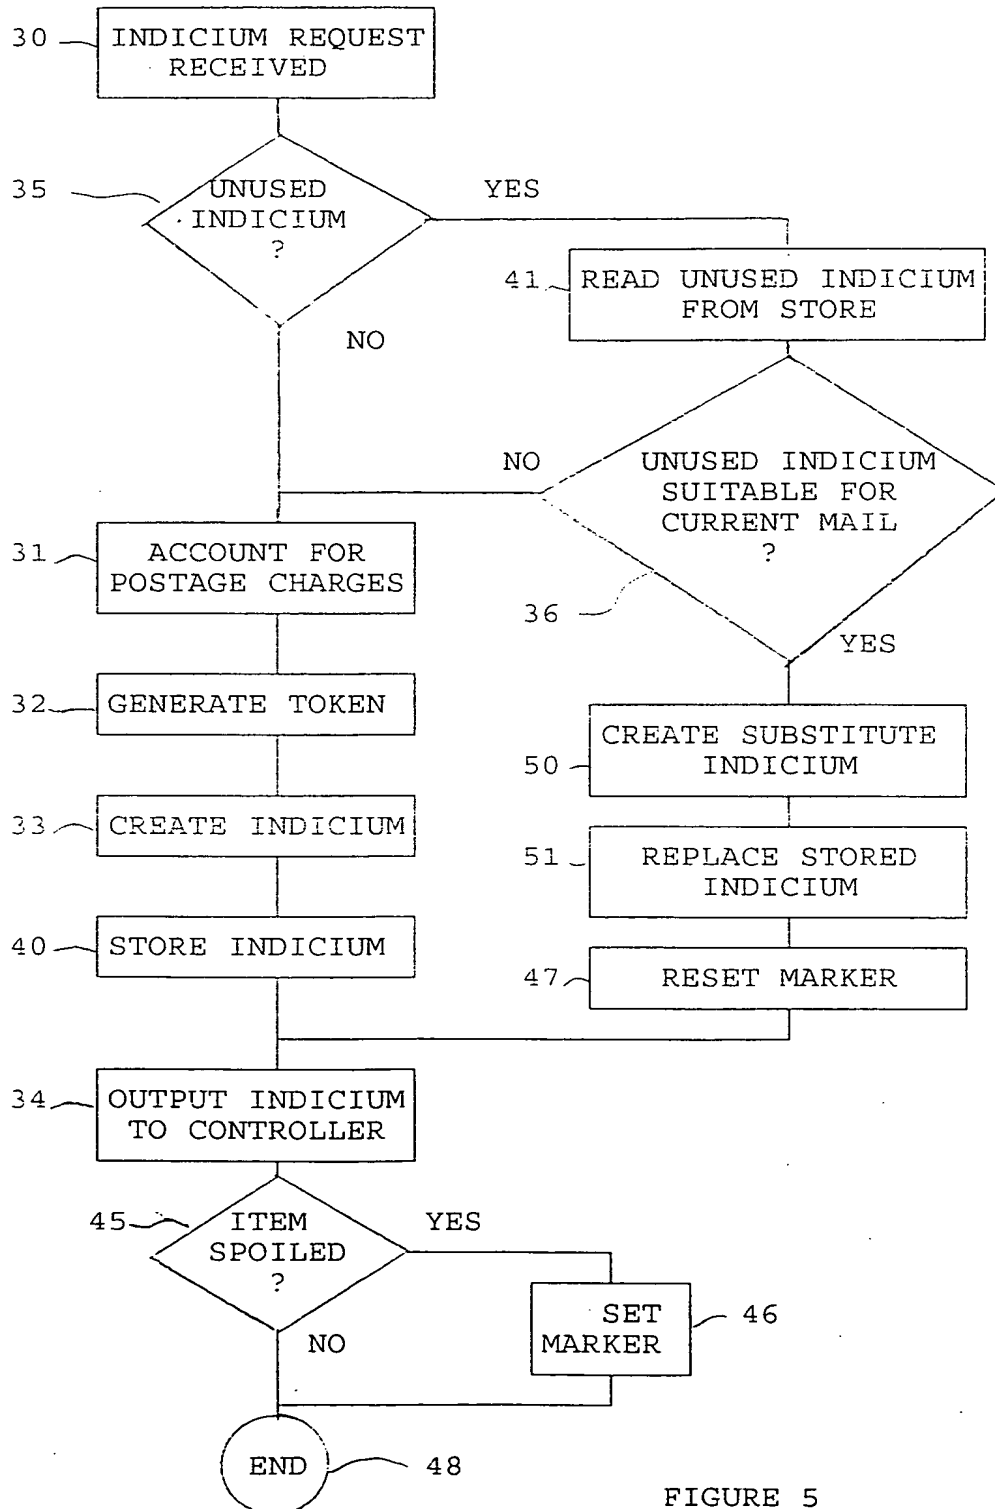 30
INDICIUM REQUEST
RECEIVED
35
UNUSED
INDICIUM
?
YES
NO
41
READ UNUSED INDICIUM
FROM STORE
NO
UNUSED INDICIUM
SUITABLE FOR
CURRENT MAIL
?
36
YES
31
ACCOUNT FOR
POSTAGE CHARGES
32
GENERATE TOKEN
50
CREATE SUBSTITUTE
INDICIUM
33
CREATE INDICIUM
51
REPLACE STORED
INDICIUM
40
STORE INDICIUM
47
RESET MARKER
34
OUTPUT INDICIUM
TO CONTROLLER
45
ITEM
SPOILED
?
YES
NO
SET
MARKER
46
END
48
FIGURE 5